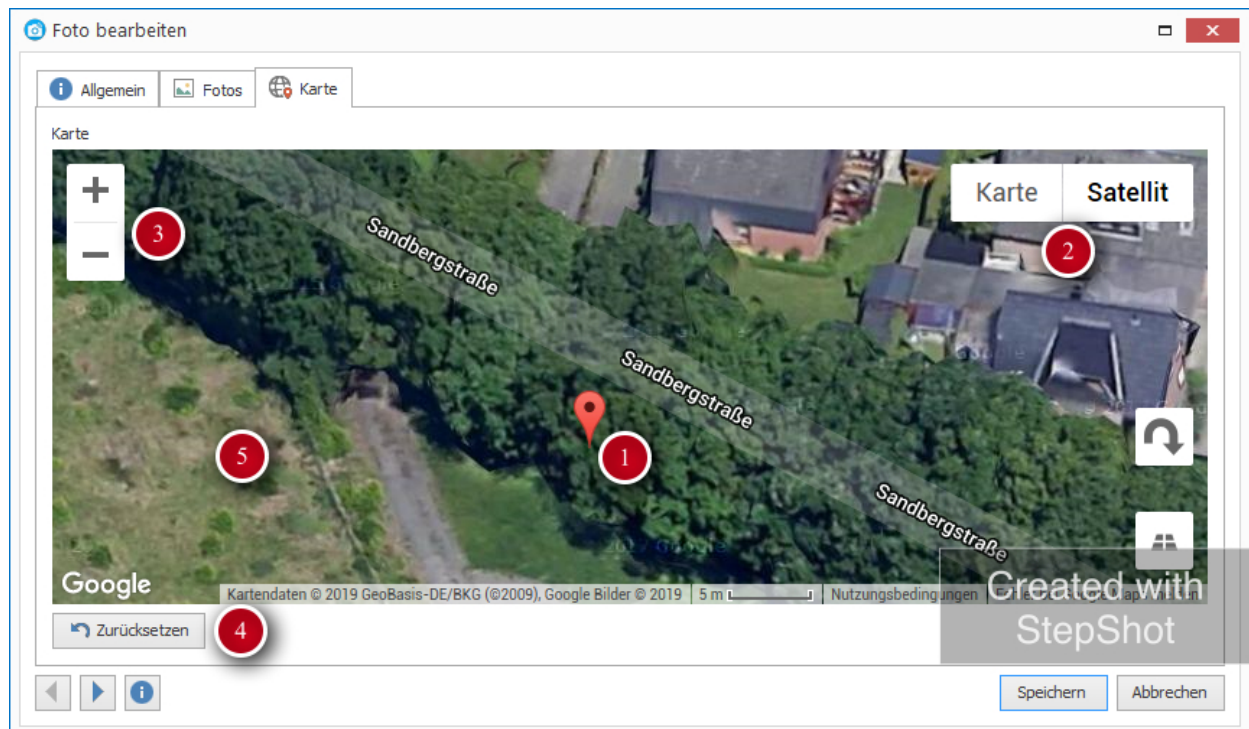 Foto bearbeiten
Allgemein
Fotos
Karte
Karte
Karte
Satellit
3
2
Sandbergstraße
Sandbergstraße
5
1
Sandbergstraße
Google
Kartendaten © 2019 GeoBasis-DE/BKG (©2009), Google Bilder © 2019
5 m
Nutzungsbedingungen
Created with
StepShot
Zurücksetzen
4
Speichern
Abbrechen